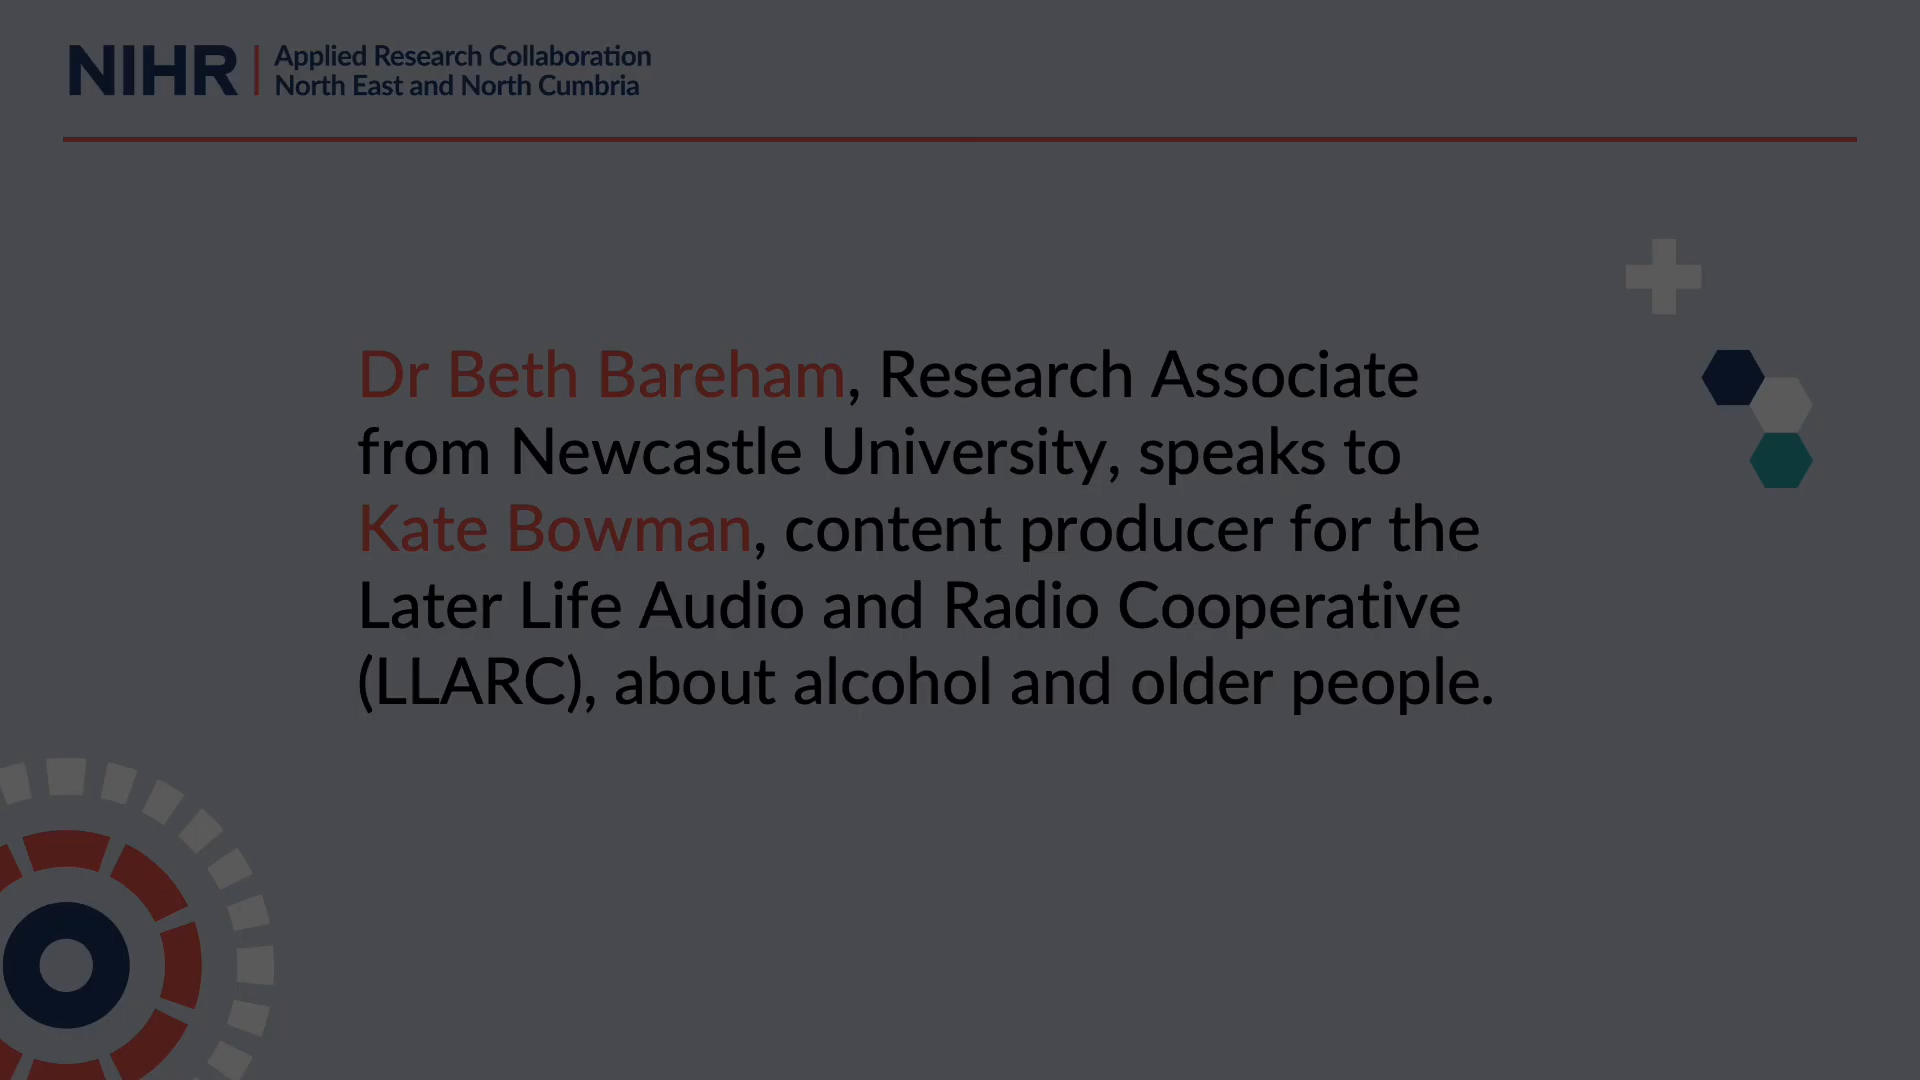 NIHR | Applied Research Collaboration
North East and North Cumbria
Dr Beth Bareham, Research Associate
from Newcastle University, speaks to
Kate Bowman, content producer for the
Later Life Audio and Radio Cooperative
(LLARC), about alcohol and older people.